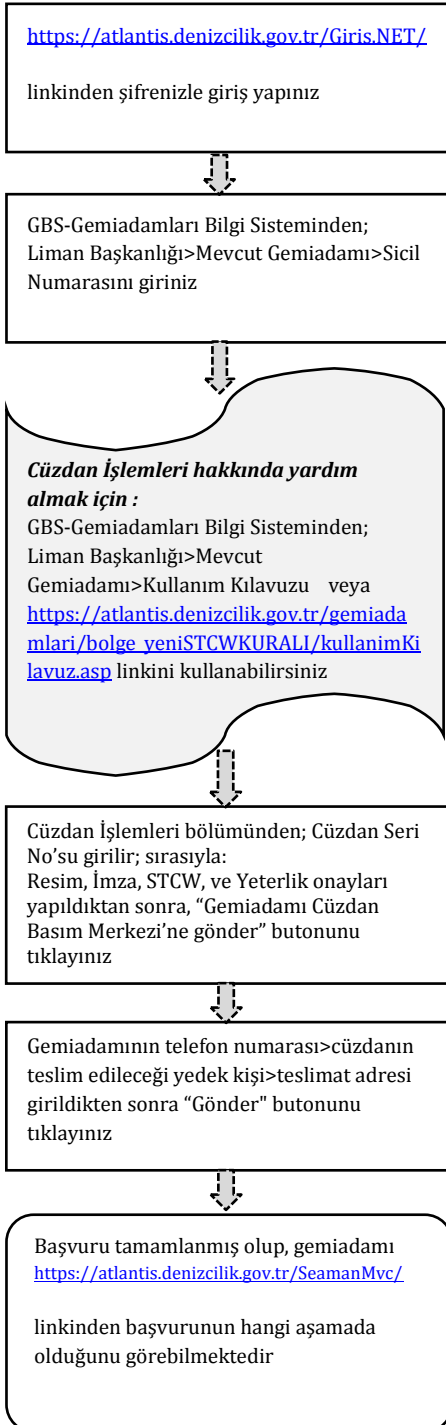 https://atlantis.denizcilik.gov.tr/Giris.NET/
linkinden şifrenizle giriş yapınız
GBS-Gemiadamları Bilgi Sisteminden;
Liman Başkanlığı>Mevcut Gemiadamı>Sicil
Numarasını giriniz
Cüzdan İşlemleri hakkında yardım
almak için :
GBS-Gemiadamları Bilgi Sisteminden;
Liman Başkanlığı>Mevcut
Gemiadamı>Kullanım Kılavuzu veya
https://atlantis.denizcilik.gov.tr/gemiada
mlari/bolge_yeniSTCWKURALI/kullanimKi
lavuz.asp linkini kullanabilirsiniz
Cüzdan İşlemleri bölümünden; Cüzdan Seri
No’su girilir; sırasıyla:
Resim, İmza, STCW, ve Yeterlik onayları
yapıldıktan sonra, “Gemiadamı Cüzdan
Basım Merkezi’ne gönder” butonunu
tıklayınız
Gemiadamının telefon numarası>cüzdanın
teslim edileceği yedek kişi>teslimat adresi
girildikten sonra “Gönder" butonunu
tıklayınız
Başvuru tamamlanmış olup, gemiadamı
https://atlantis.denizcilik.gov.tr/SeamanMvc/
linkinden başvurunun hangi aşamada
olduğunu görebilmektedir